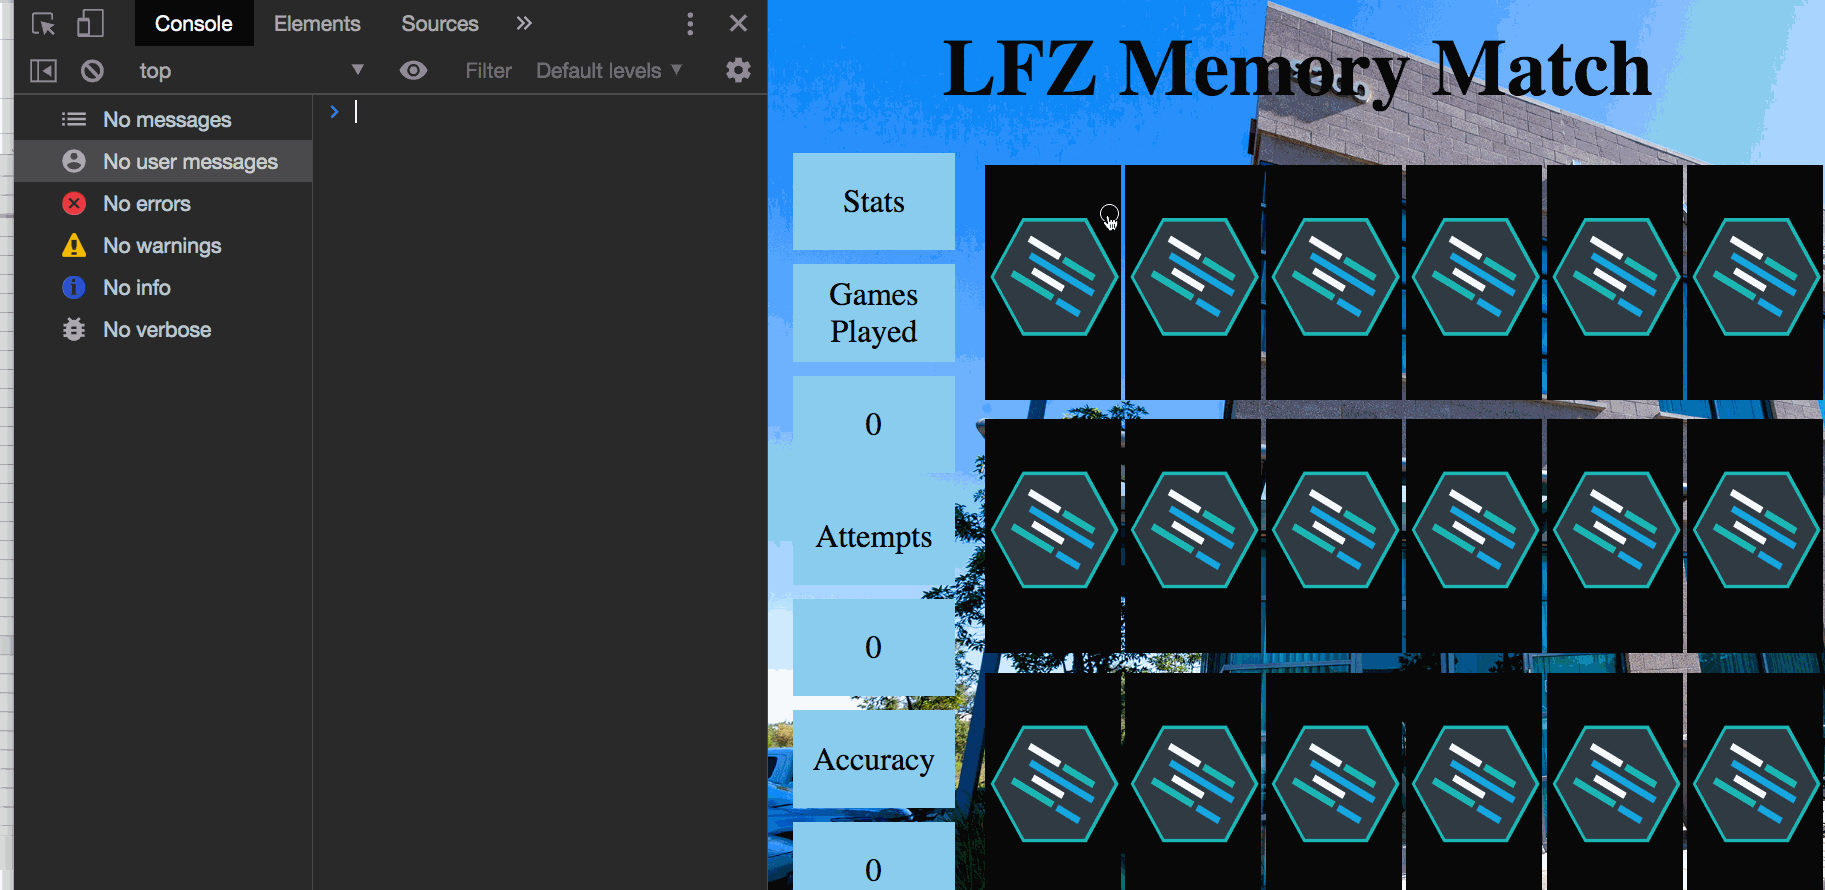 Console Elements Sources
top Filter Default levels
No messages
No user messages
No errors
No warnings
No info
No verbose
LFZ Memory Match
Stats
Games
Played
0
Attempts
0
Accuracy
0